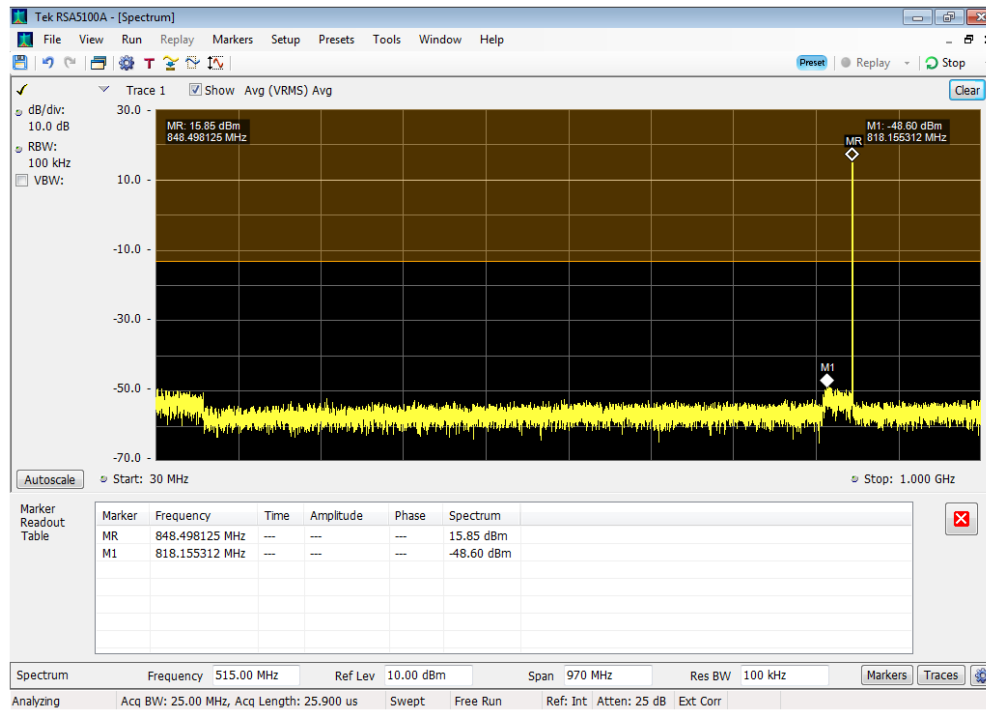 Tek RSA5100A - [Spectrum]
File View Run Replay Markers Setup Presets Tools Window Help
T Preset Replay Stop
Trace 1 Show Avg (VRMS) Avg Clear
dB/div:
10.0 dB
RBW:
100 kHz
VBW:
30.0
10.0
-10.0
-30.0
-50.0
-70.0
MR: 15.85 dBm
848.498125 MHz
M1: -48.60 dBm
818.155312 MHz
MR
M1
Autoscale Start: 30 MHz Stop: 1.000 GHz
Marker
Readout
Table
Marker Frequency Time Amplitude Phase Spectrum
MR 848.498125 MHz --- --- --- 15.85 dBm
M1 818.155312 MHz --- --- --- -48.60 dBm
Spectrum Frequency 515.00 MHz Ref Lev 10.00 dBm Span 970 MHz Res BW 100 kHz Markers Traces
Analyzing Acq BW: 25.00 MHz, Acq Length: 25.900 us Swept Free Run Ref: Int Atten: 25 dB Ext Corr